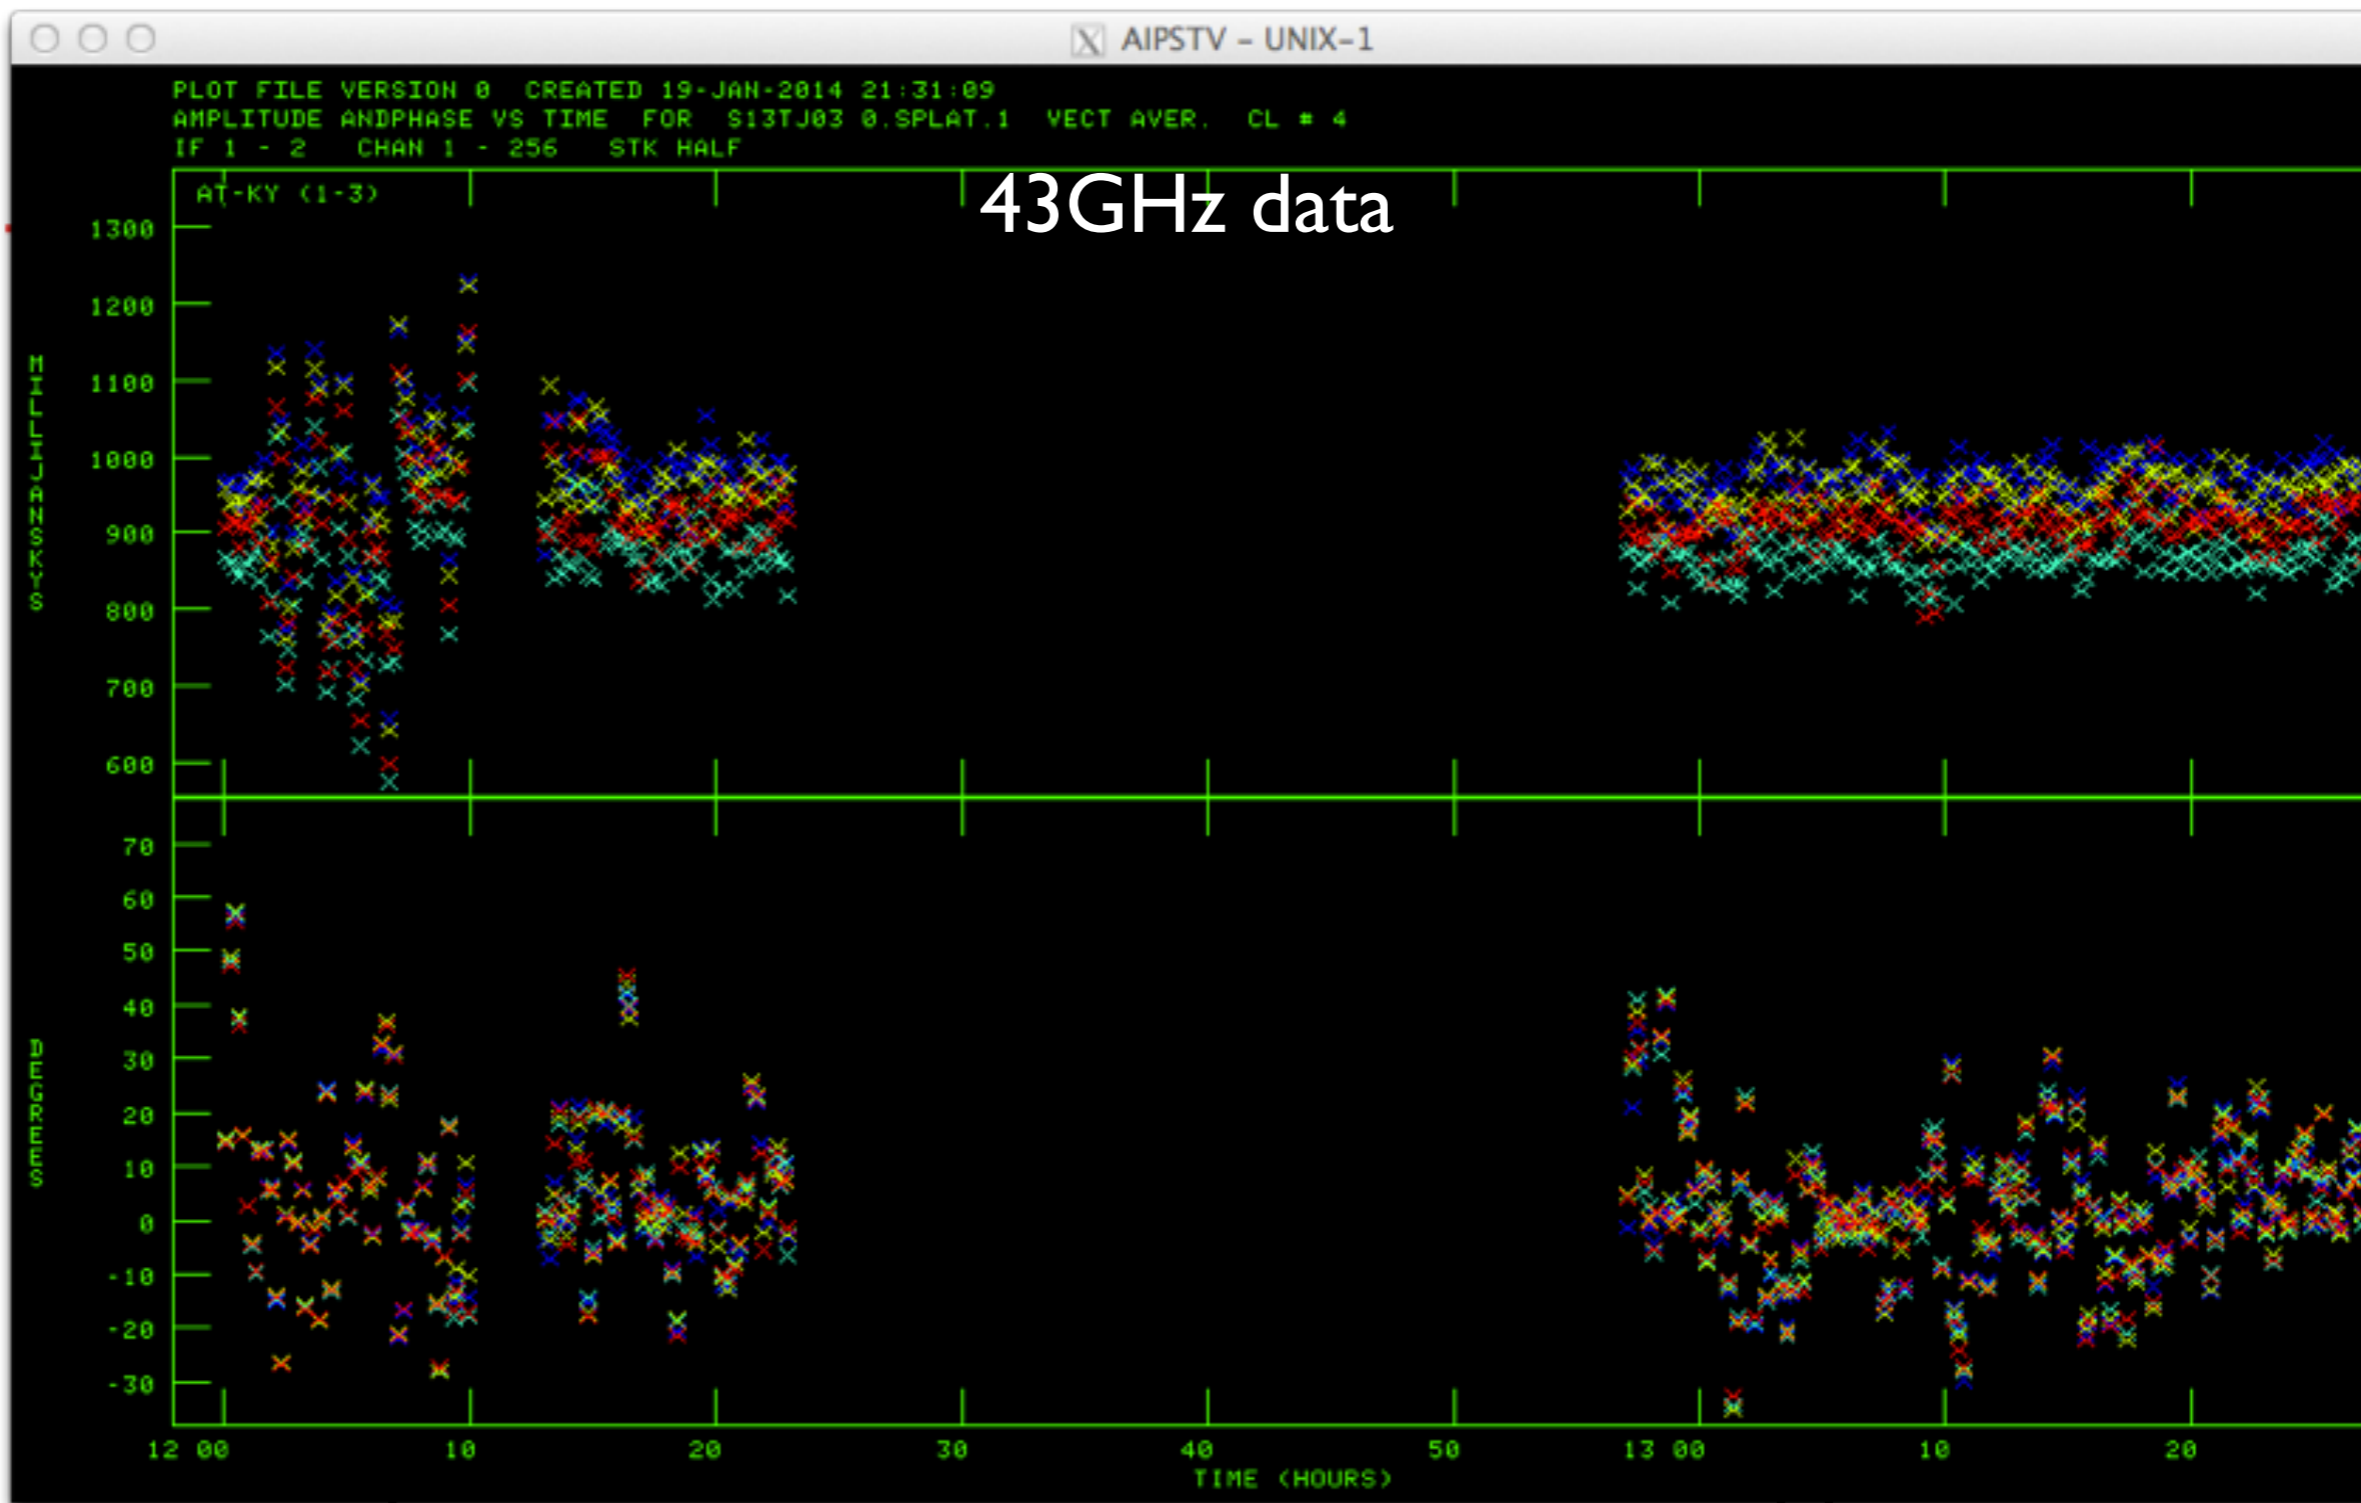 AIPSTV - UNIX-1
PLOT FILE VERSION 0 CREATED 19-JAN-2014 21:31:09
AMPLITUDE ANDPHASE VS TIME FOR S13TJ03 0.SPLAT.1 VECT AVER. CL # 4
IF 1 - 2 CHAN 1 - 256 STK HALF
AT-KY (1-3)
43GHz data
1300
1200
1100
1000
900
800
700
600
MILLIJANSKYS
70
60
50
40
30
20
10
0
-10
-20
-30
DEGREES
12 00 10 20 30 40 50 13 00 10 20
TIME (HOURS)